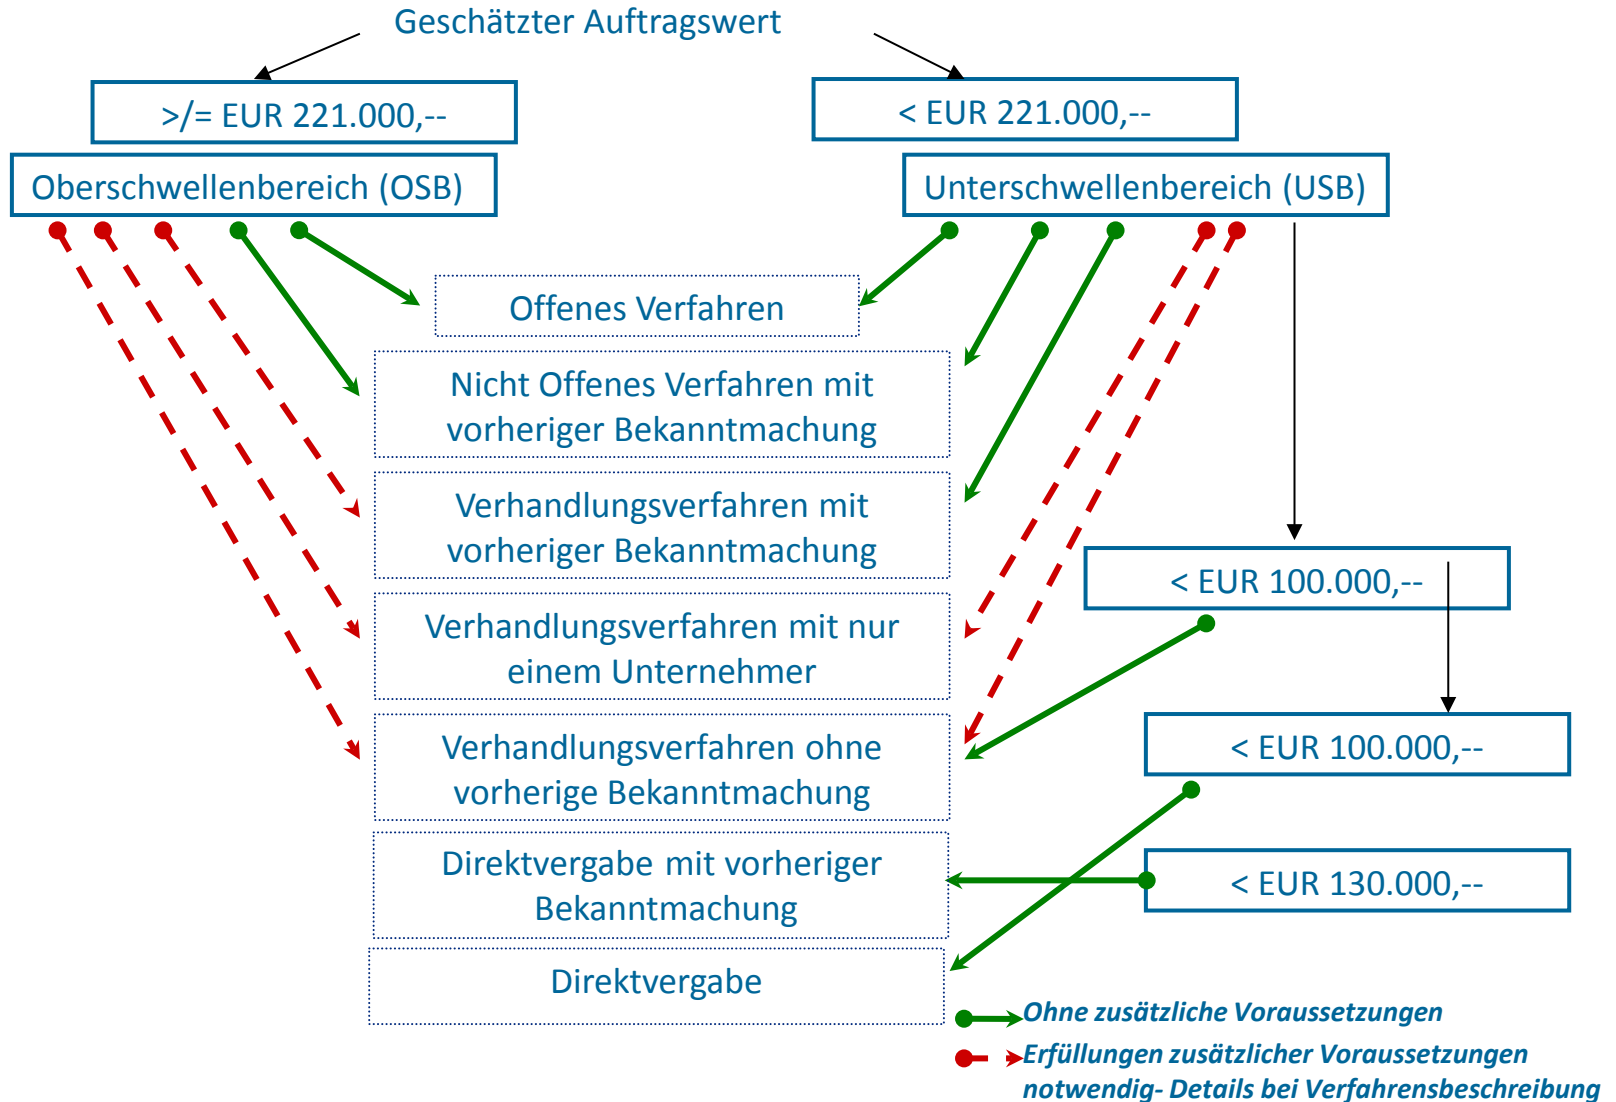 Geschätzter Auftragswert
>/= EUR 221.000,--
< EUR 221.000,--
Oberschwellenbereich (OSB)
Unterschwellenbereich (USB)
Offenes Verfahren
Nicht Offenes Verfahren mit
vorheriger Bekanntmachung
Verhandlungsverfahren mit
vorheriger Bekanntmachung
< EUR 100.000,--
Verhandlungsverfahren mit nur
einem Unternehmer
Verhandlungsverfahren ohne
vorherige Bekanntmachung
< EUR 100.000,--
Direktvergabe mit vorheriger
Bekanntmachung
< EUR 130.000,--
Direktvergabe
Ohne zusätzliche Voraussetzungen
Erfüllungen zusätzlicher Voraussetzungen
notwendig- Details bei Verfahrensbeschreibung